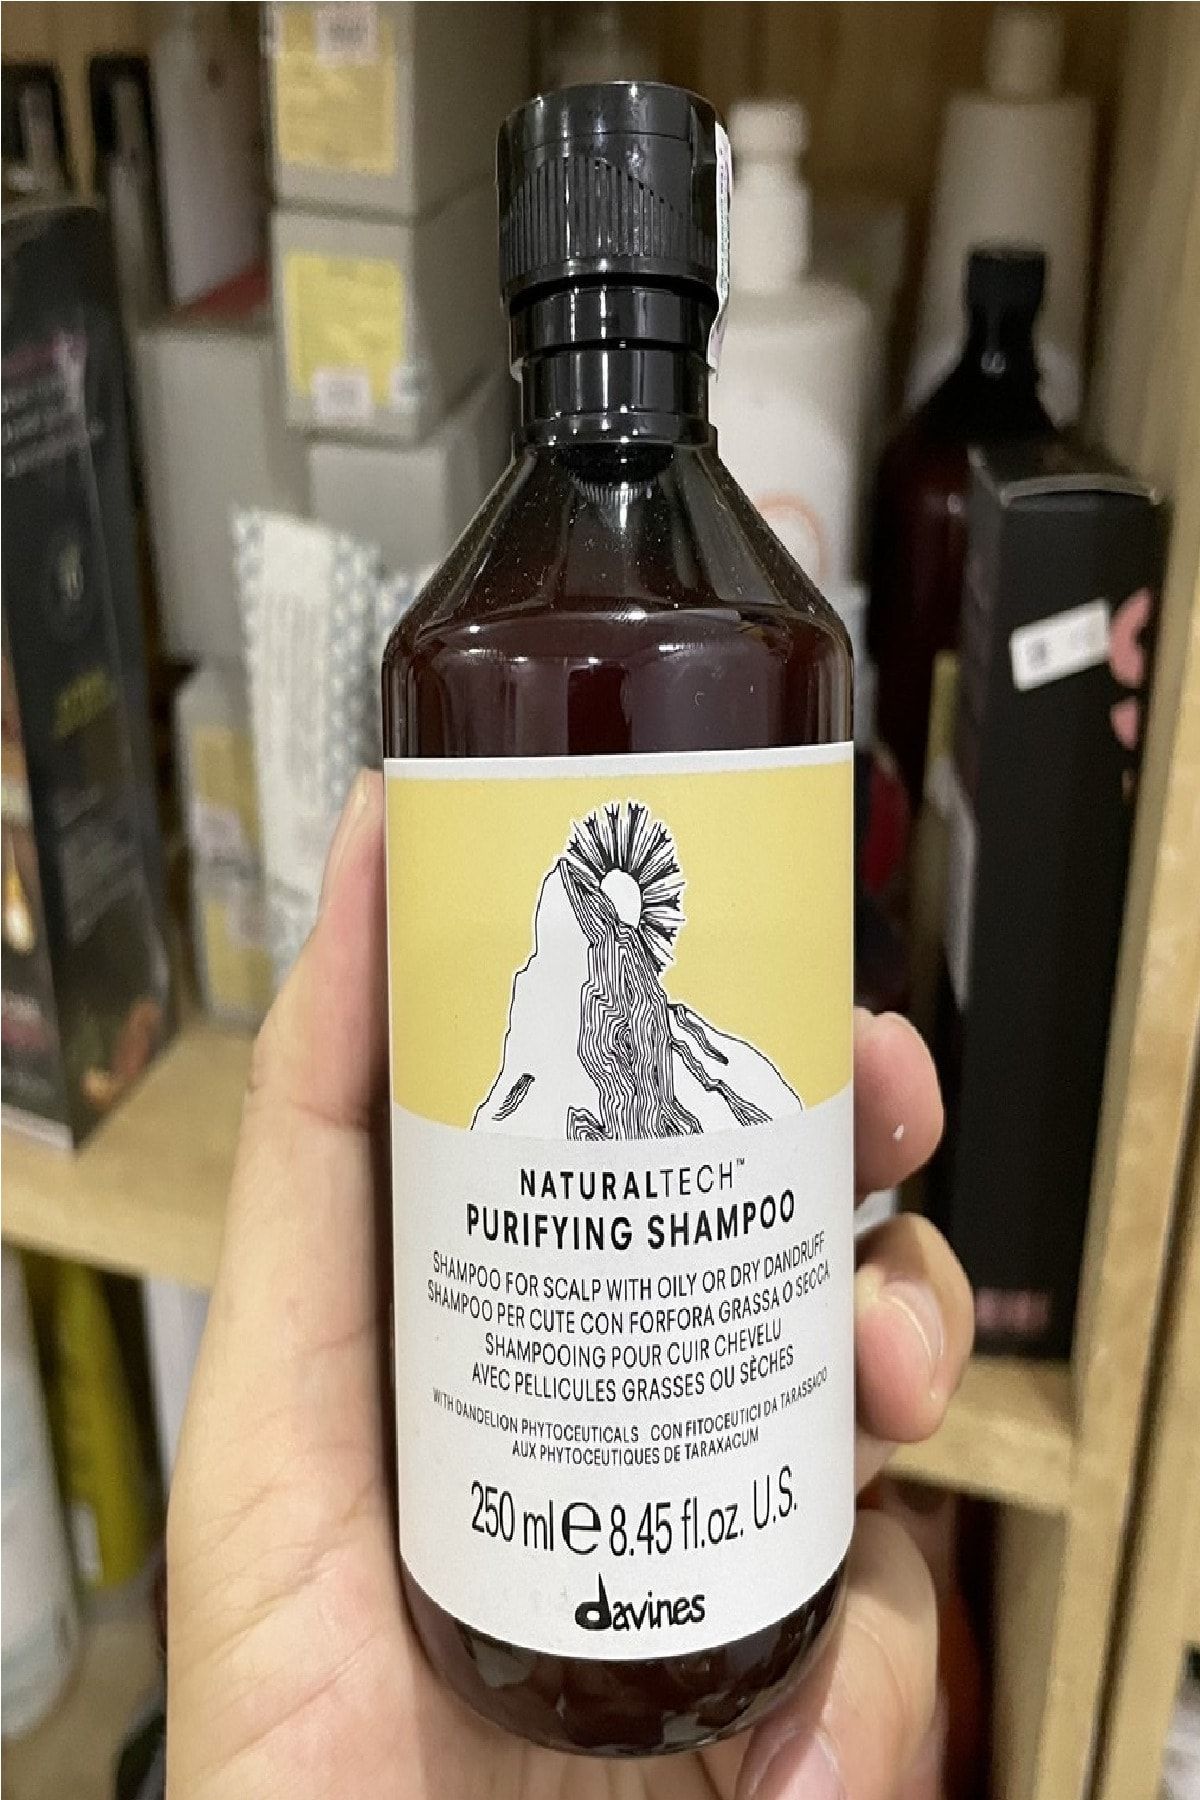 NATURALTECH™
PURIFYING SHAMPOO
SHAMPOO FOR SCALP WITH OILY OR DRY DANDRUFF
SHAMPOO PER CUTE CON FORFORA GRASSA O SECCA
SHAMPOOING POUR CUIR CHEVELU
AVEC PELLICULES GRASSES OU SÈCHES
WITH DANDELION PHYTOCEUTICALS CON FITOCEUTICI DA TARASSACO
AUX PHYTOCEUTIQUES DE TARAXACUM
250 ml e 8.45 fl.oz. U.S.
davines